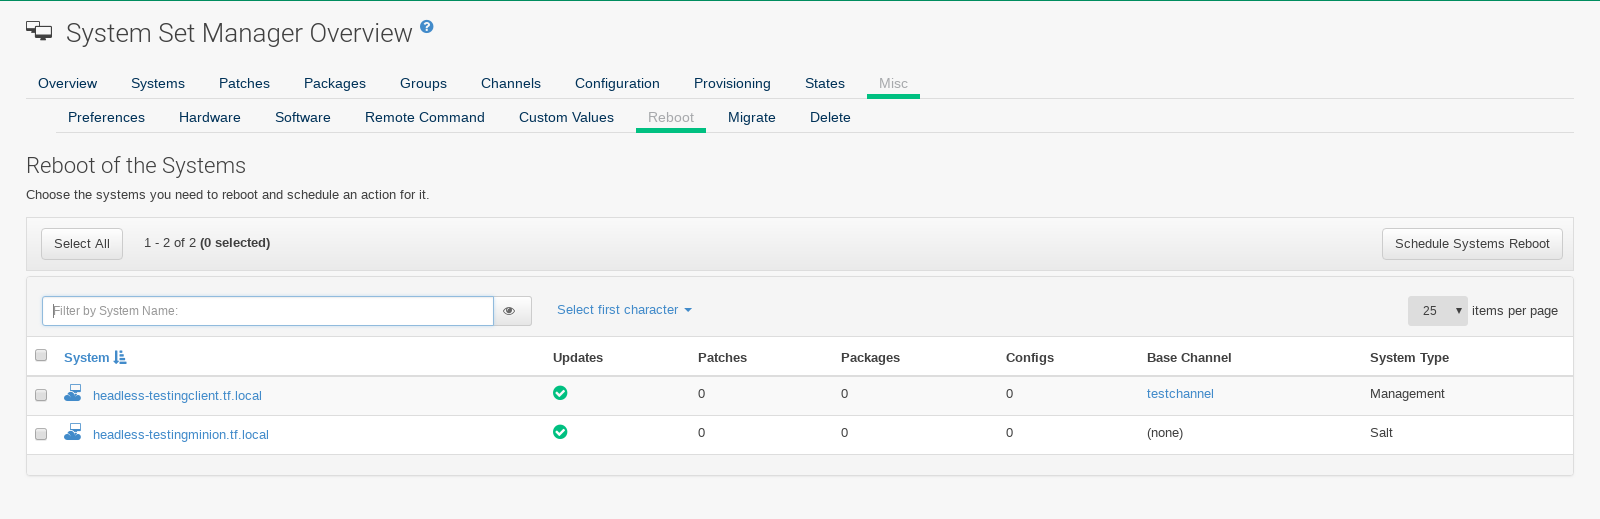 System Set Manager Overview ?
Overview Systems Patches Packages Groups Channels Configuration Provisioning States Misc
Preferences Hardware Software Remote Command Custom Values Reboot Migrate Delete
Reboot of the Systems
Choose the systems you need to reboot and schedule an action for it.
Select All 1 - 2 of 2 (0 selected) Schedule Systems Reboot
Filter by System Name: Select first character 25 items per page
System Updates Patches Packages Configs Base Channel System Type
headless-testingclient.tf.local 0 0 0 testchannel Management
headless-testingminion.tf.local 0 0 0 (none) Salt